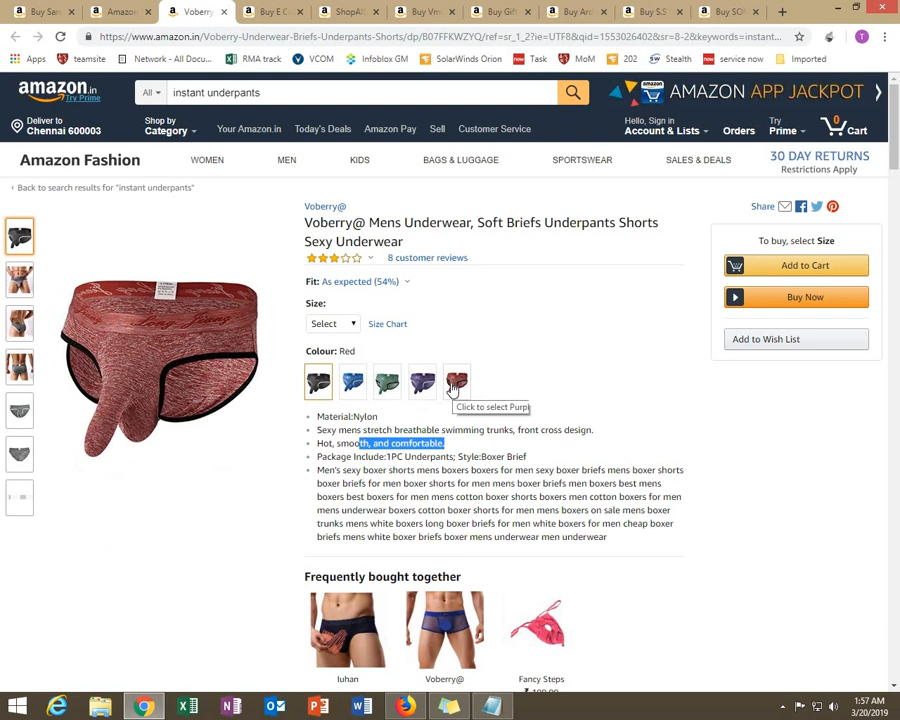 Buy San
Amazon
Voberry
Buy E C
ShopAl
Buy Vm
Buy Gif
Buy Arc
Buy S.S
Buy SO
https://www.amazon.in/Voberry-Underwear-Briefs-Underpants-Shorts/dp/B07FFKWZYQ/ref=sr_1_2?ie=UTF8&qid=1553026402&sr=8-2&keywords=instant...
T
Apps
teamsite
Network - All Docu...
RMA track
VCOM
Infoblox GM
SolarWinds Orion
Task
MoM
202
Stealth
service now
Imported
amazon.in
Try Prime
All
instant underpants
AMAZON APP JACKPOT
Deliver to
Chennai 600003
Shop by
Category
Your Amazon.in
Today's Deals
Amazon Pay
Sell
Customer Service
Hello, Sign in
Account & Lists
Orders
Try
Prime
0
Cart
Amazon Fashion
WOMEN
MEN
KIDS
BAGS & LUGGAGE
SPORTSWEAR
SALES & DEALS
30 DAY RETURNS
Restrictions Apply
‹ Back to search results for "instant underpants"
Voberry@
Voberry@ Mens Underwear, Soft Briefs Underpants Shorts
Sexy Underwear
8 customer reviews
Fit: As expected (54%)
Size:
Select
Size Chart
Colour: Red
Click to select Purpl
Material:Nylon
Sexy mens stretch breathable swimming trunks, front cross design.
Hot, smooth, and comfortable.
Package Include:1PC Underpants; Style:Boxer Brief
Men's sexy boxer shorts mens boxers boxers for men sexy boxer briefs mens boxer shorts
boxer briefs for men boxer shorts for men mens boxer briefs men boxers best mens
boxers best boxers for men mens cotton boxer shorts boxers men cotton boxers for men
mens underwear boxers cotton boxer shorts for mens boxers on sale mens boxer
trunks mens white boxers long boxer briefs for men white boxers for men cheap boxer
briefs mens white boxer briefs boxer mens underwear men underwear
Share
To buy, select Size
Add to Cart
Buy Now
Add to Wish List
Frequently bought together
Iuhan
Voberry@
Fancy Steps
1:57 AM
3/20/2019